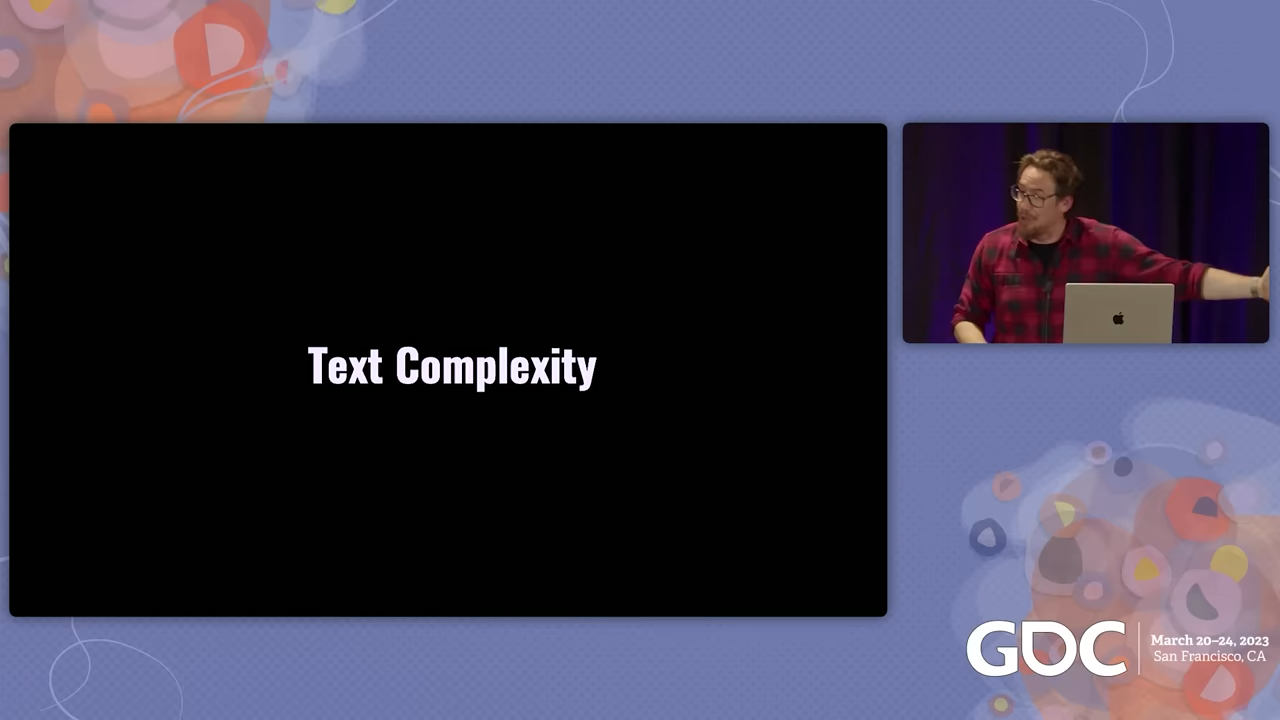 Text Complexity
GDC
March 20–24, 2023
San Francisco, CA